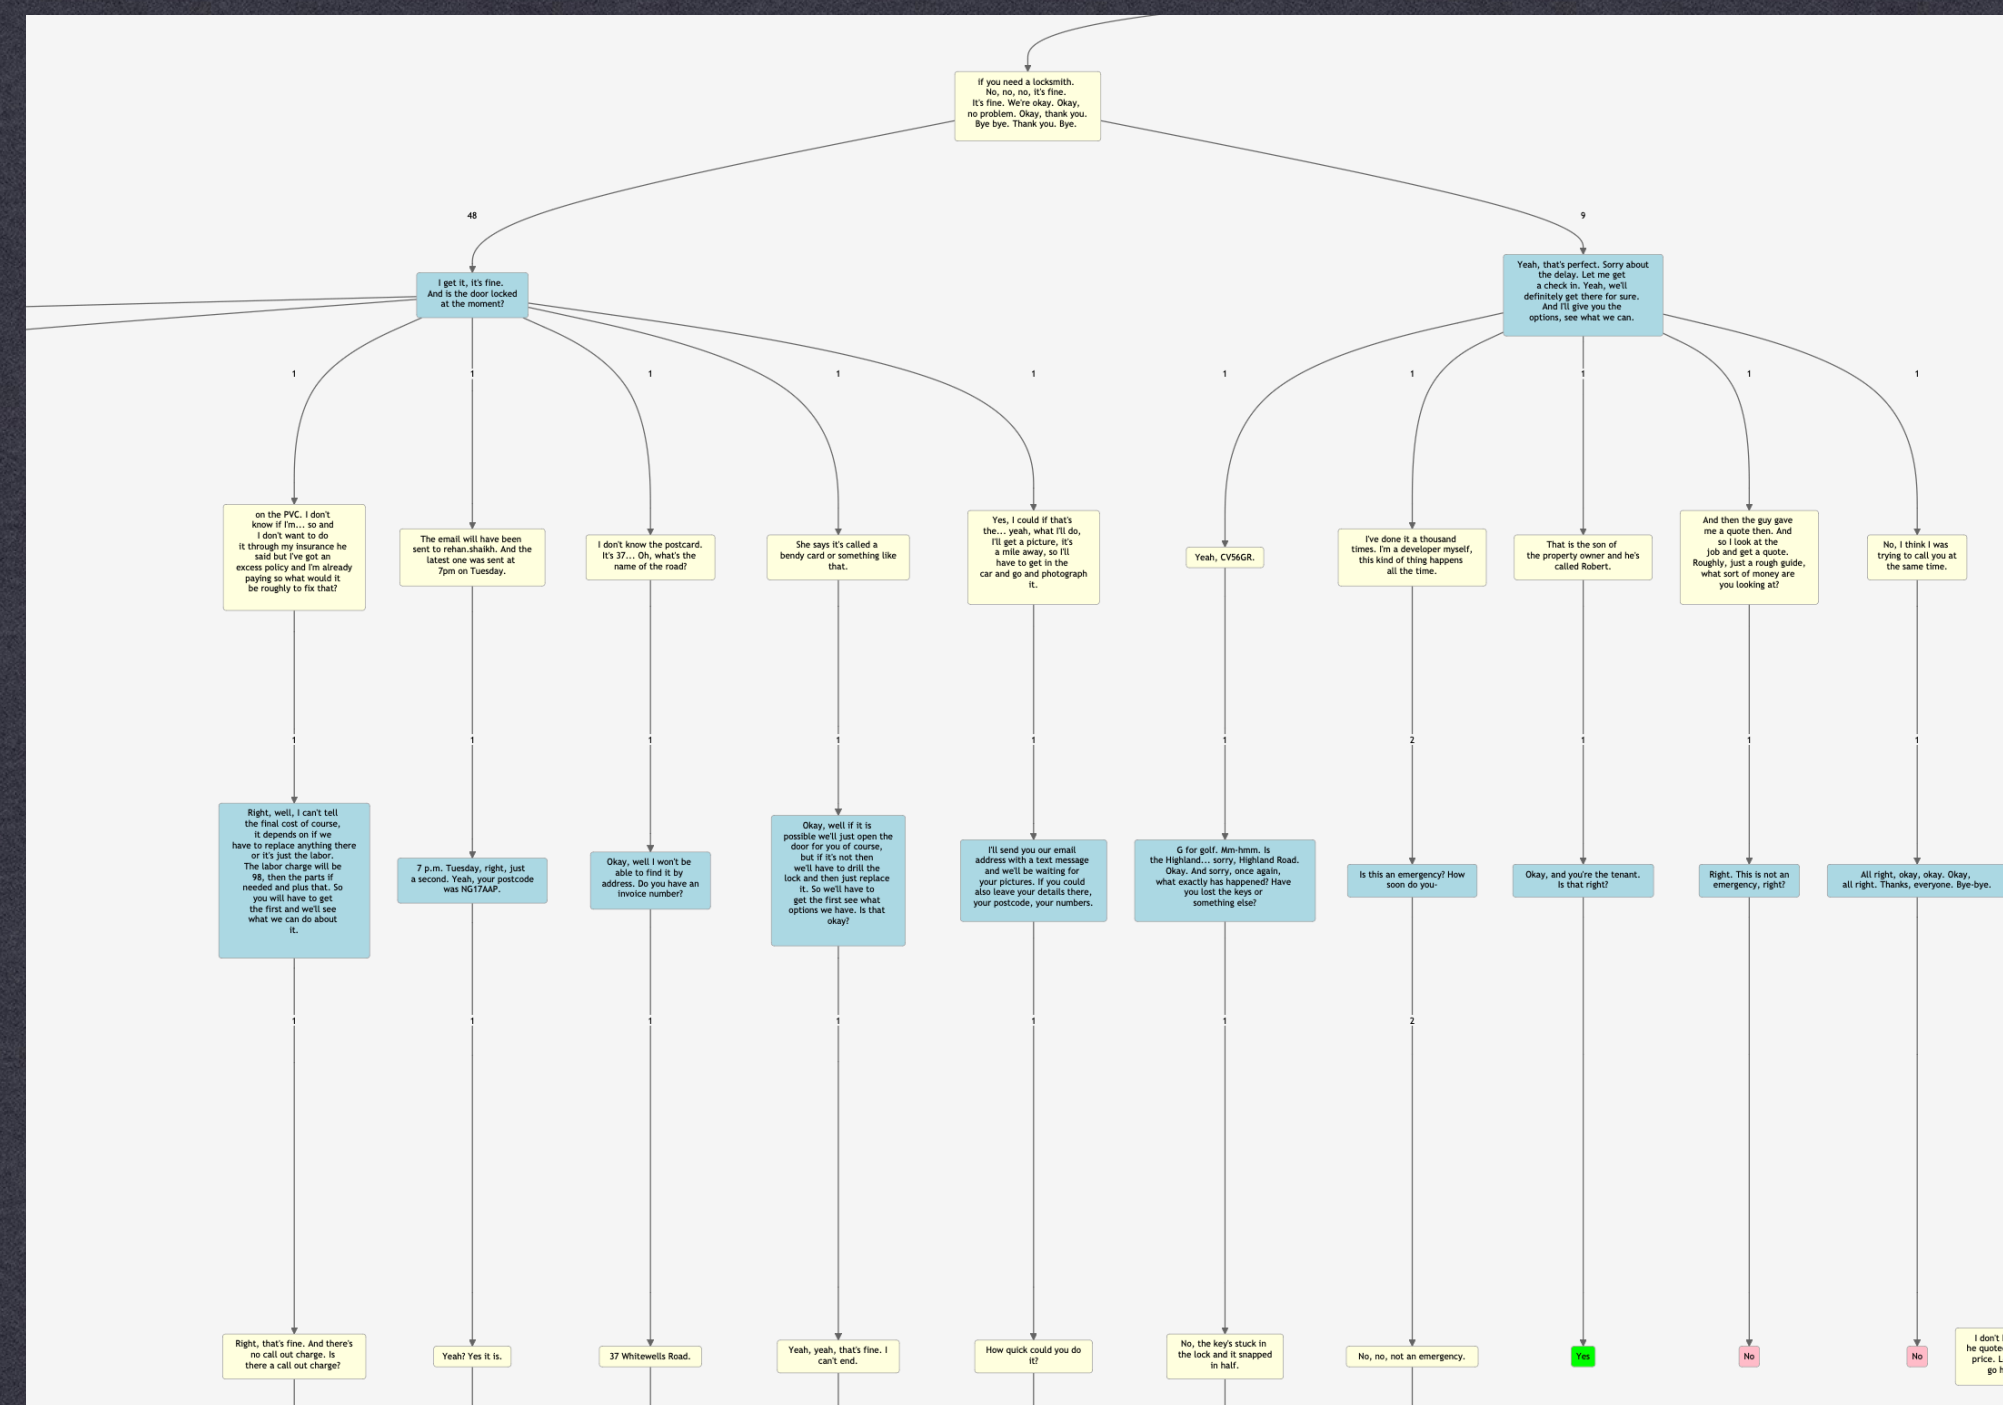 if you need a locksmith.
No, no, no, it's fine.
It's fine. We're okay. Okay,
no problem. Okay, thank you.
Bye bye. Thank you. Bye.
48
9
I get it, it's fine.
And is the door locked
at the moment?
Yeah, that's perfect. Sorry about
the delay. Let me get
a check in. Yeah, we'll
definitely get there for sure.
And I'll give you the
options, see what we can.
1
1
1
1
1
1
1
1
1
1
on the PVC. I don't
know if I'm... so and
I don't want to do
it through my insurance he
said but I've got an
excess policy and I'm already
paying so what would it
be roughly to fix that?
The email will have been
sent to rehan.shaikh. And the
latest one was sent at
7pm on Tuesday.
I don't know the postcard.
It's 37... Oh, what's the
name of the road?
She says it's called a
bendy card or something like
that.
Yes, I could if that's
the... yeah, what I'll do,
I'll get a picture, it's
a mile away, so I'll
have to get in the
car and go and photograph
it.
Yeah, CV56GR.
I've done it a thousand
times. I'm a developer myself,
this kind of thing happens
all the time.
That is the son of
the property owner and he's
called Robert.
And then the guy gave
me a quote then. And
so I look at the
job and get a quote.
Roughly, just a rough guide,
what sort of money are
you looking at?
No, I think I was
trying to call you at
the same time.
1
1
1
1
1
1
2
1
1
1
Right, well, I can't tell
the final cost of course,
it depends on if we
have to replace anything there
or it's just the labor.
The labor charge will be
98, then the parts if
needed and plus that. So
you will have to get
the first and we'll see
what we can do about
it.
7 p.m. Tuesday, right, just
a second. Yeah, your postcode
was NG17AAP.
Okay, well I won't be
able to find it by
address. Do you have an
invoice number?
Okay, well if it is
possible we'll just open the
door for you of course,
but if it's not then
we'll have to drill the
lock and then just replace
it. So we'll have to
get the first see what
options we have. Is that
okay?
I'll send you our email
address with a text message
and we'll be waiting for
your pictures. If you could
also leave your details there,
your postcode, your numbers.
G for golf. Mm-hmm. Is
the Highland... sorry, Highland Road.
Okay. And sorry, once again,
what exactly has happened? Have
you lost the keys or
something else?
Is this an emergency? How
soon do you-
Okay, and you're the tenant.
Is that right?
Right. This is not an
emergency, right?
All right, okay, okay. Okay,
all right. Thanks, everyone. Bye-bye.
1
1
1
1
1
1
2
Right, that's fine. And there's
no call out charge. Is
there a call out charge?
Yeah? Yes it is.
37 Whitewells Road.
Yeah, yeah, that's fine. I
can't end.
How quick could you do
it?
No, the key's stuck in
the lock and it snapped
in half.
No, no, not an emergency.
Yes
No
No
I don't
he quote
price. L
go h